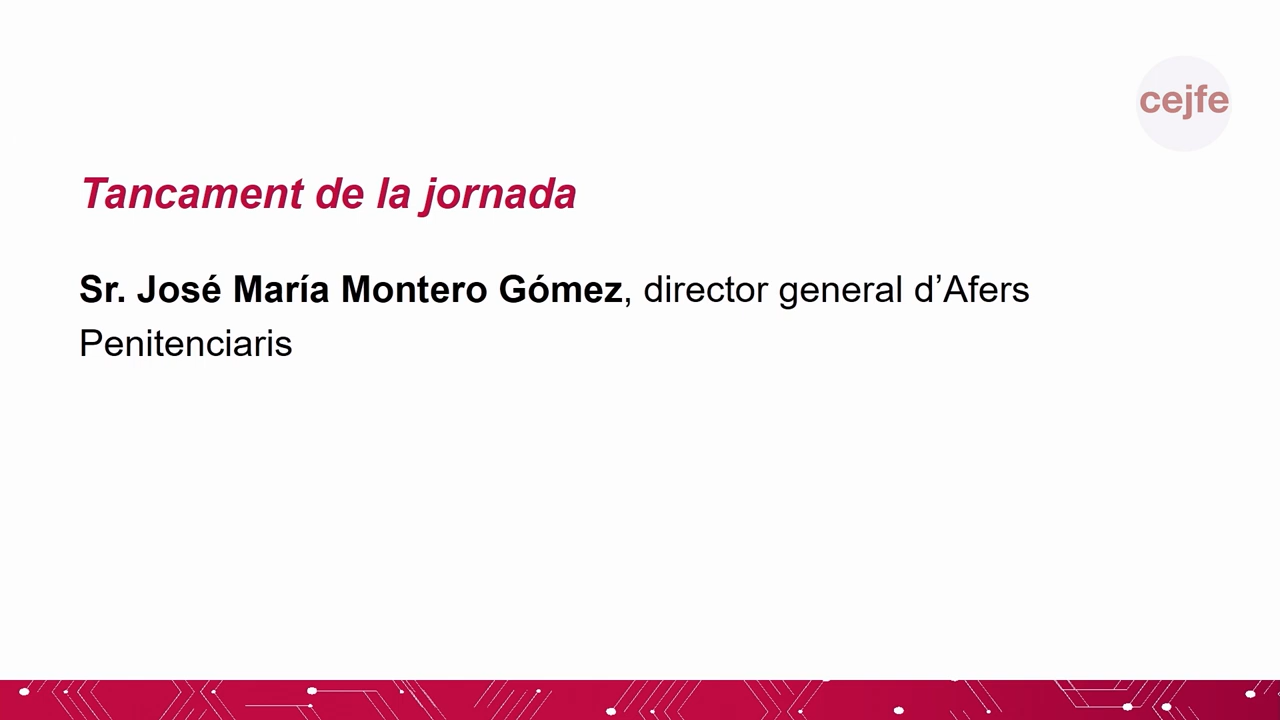 cejfe
Tancament de la jornada
Sr. José María Montero Gómez, director general d’Afers
Penitenciaris